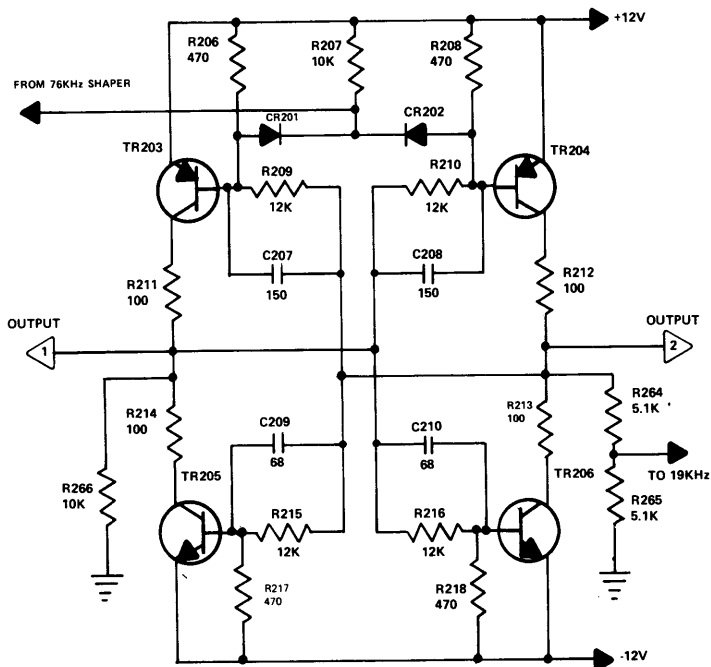 +12V
R206
470
R207
10K
R208
470
FROM 76KHz SHAPER
CR201
CR202
TR203
TR204
R209
12K
R210
12K
C207
150
C208
150
R211
100
R212
100
OUTPUT
1
OUTPUT
2
R214
100
R213
100
R264
5.1K
C209
68
C210
68
TO 19KHz
R266
10K
TR205
TR206
R265
5.1K
R215
12K
R216
12K
R217
470
R218
470
-12V